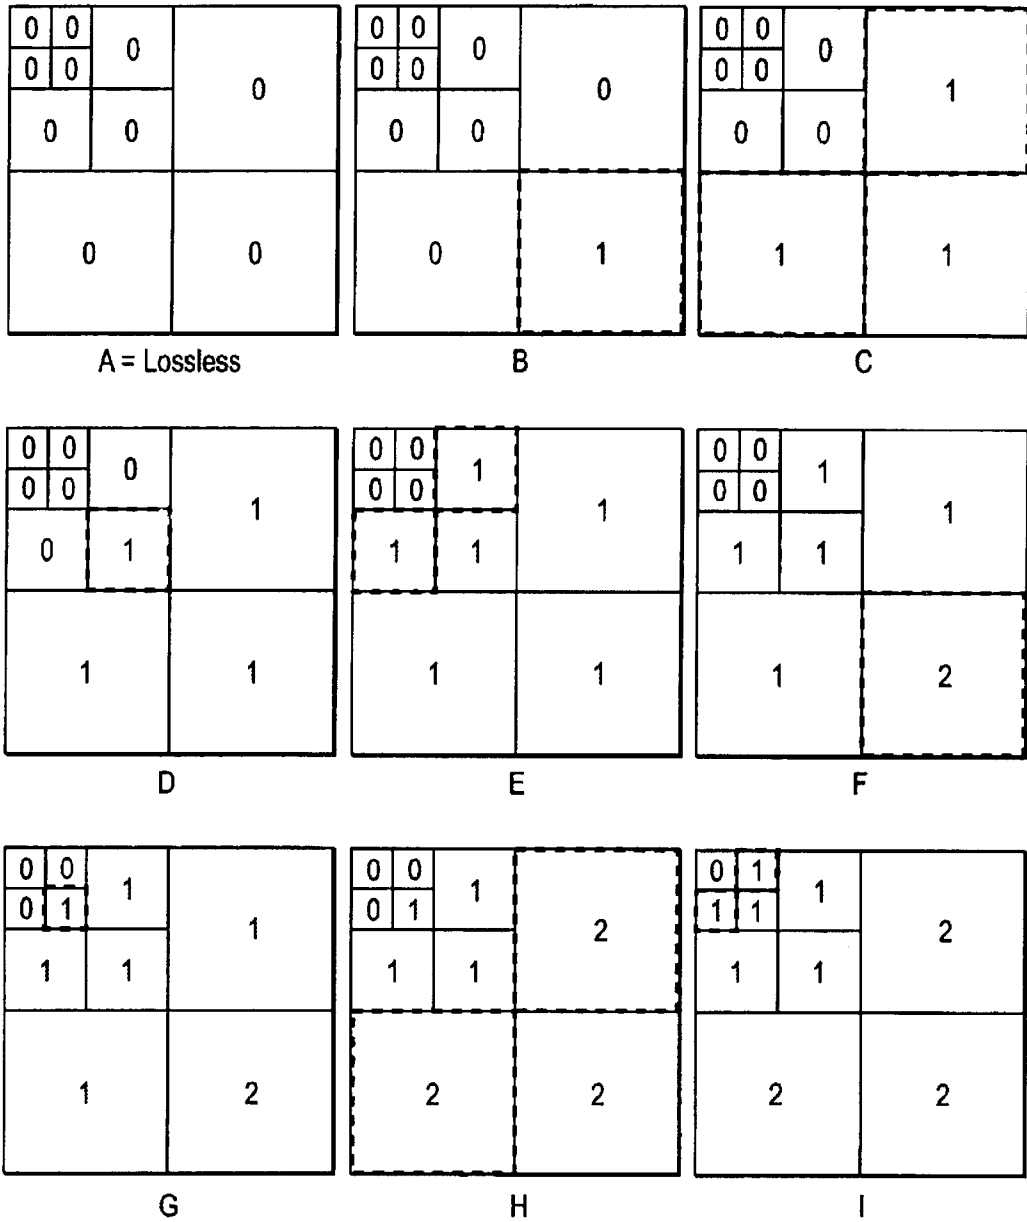 0 0 0 0 0 0
0 0 1
0 0 0 0 0 0
0 0 0 0 0 0
0 0 0 1 1 1
A = Lossless B C
0 0 0 0 0 0
0 1 1
0 0 1 0 0 1 0 0 1
0 1 1 1 1 1
1 1 1 1 1 2
D E F
0 0 0 0 0 1
1 1 1
0 1 1 0 1 2 1 1 2
1 1 1 1 1 1
1 2 2 2 2 2
G H I